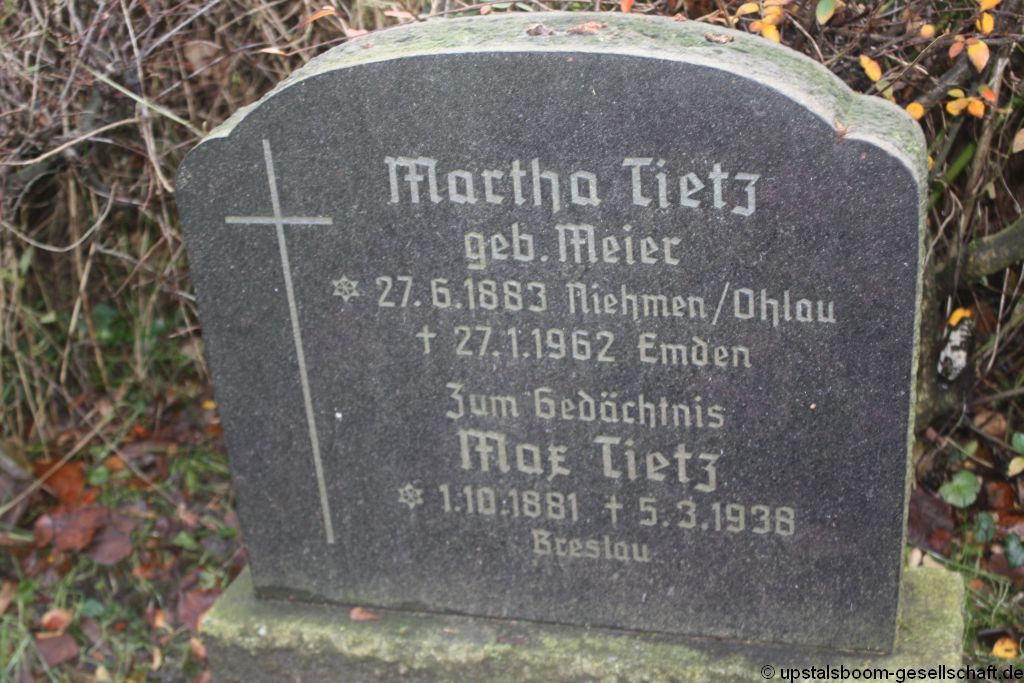 Martha Tietz
geb. Meier
* 27.6.1883 Niehmen/Ohlau
† 27.1.1962 Emden
Zum Gedächtnis
Max Tietz
* 1.10.1881 † 5.3.1938
Breslau
© upstalsboom-gesellschaft.de